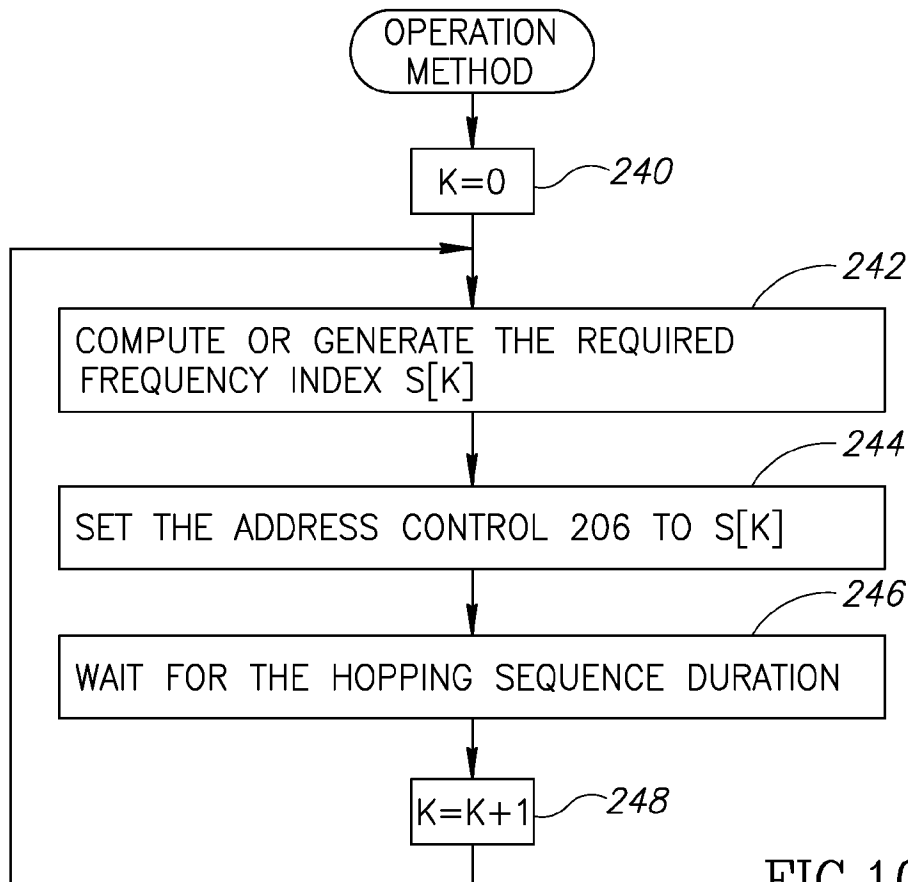 OPERATION
METHOD
K=0
240
242
COMPUTE OR GENERATE THE REQUIRED
FREQUENCY INDEX S[K]
244
SET THE ADDRESS CONTROL 206 TO S[K]
246
WAIT FOR THE HOPPING SEQUENCE DURATION
K=K+1
248